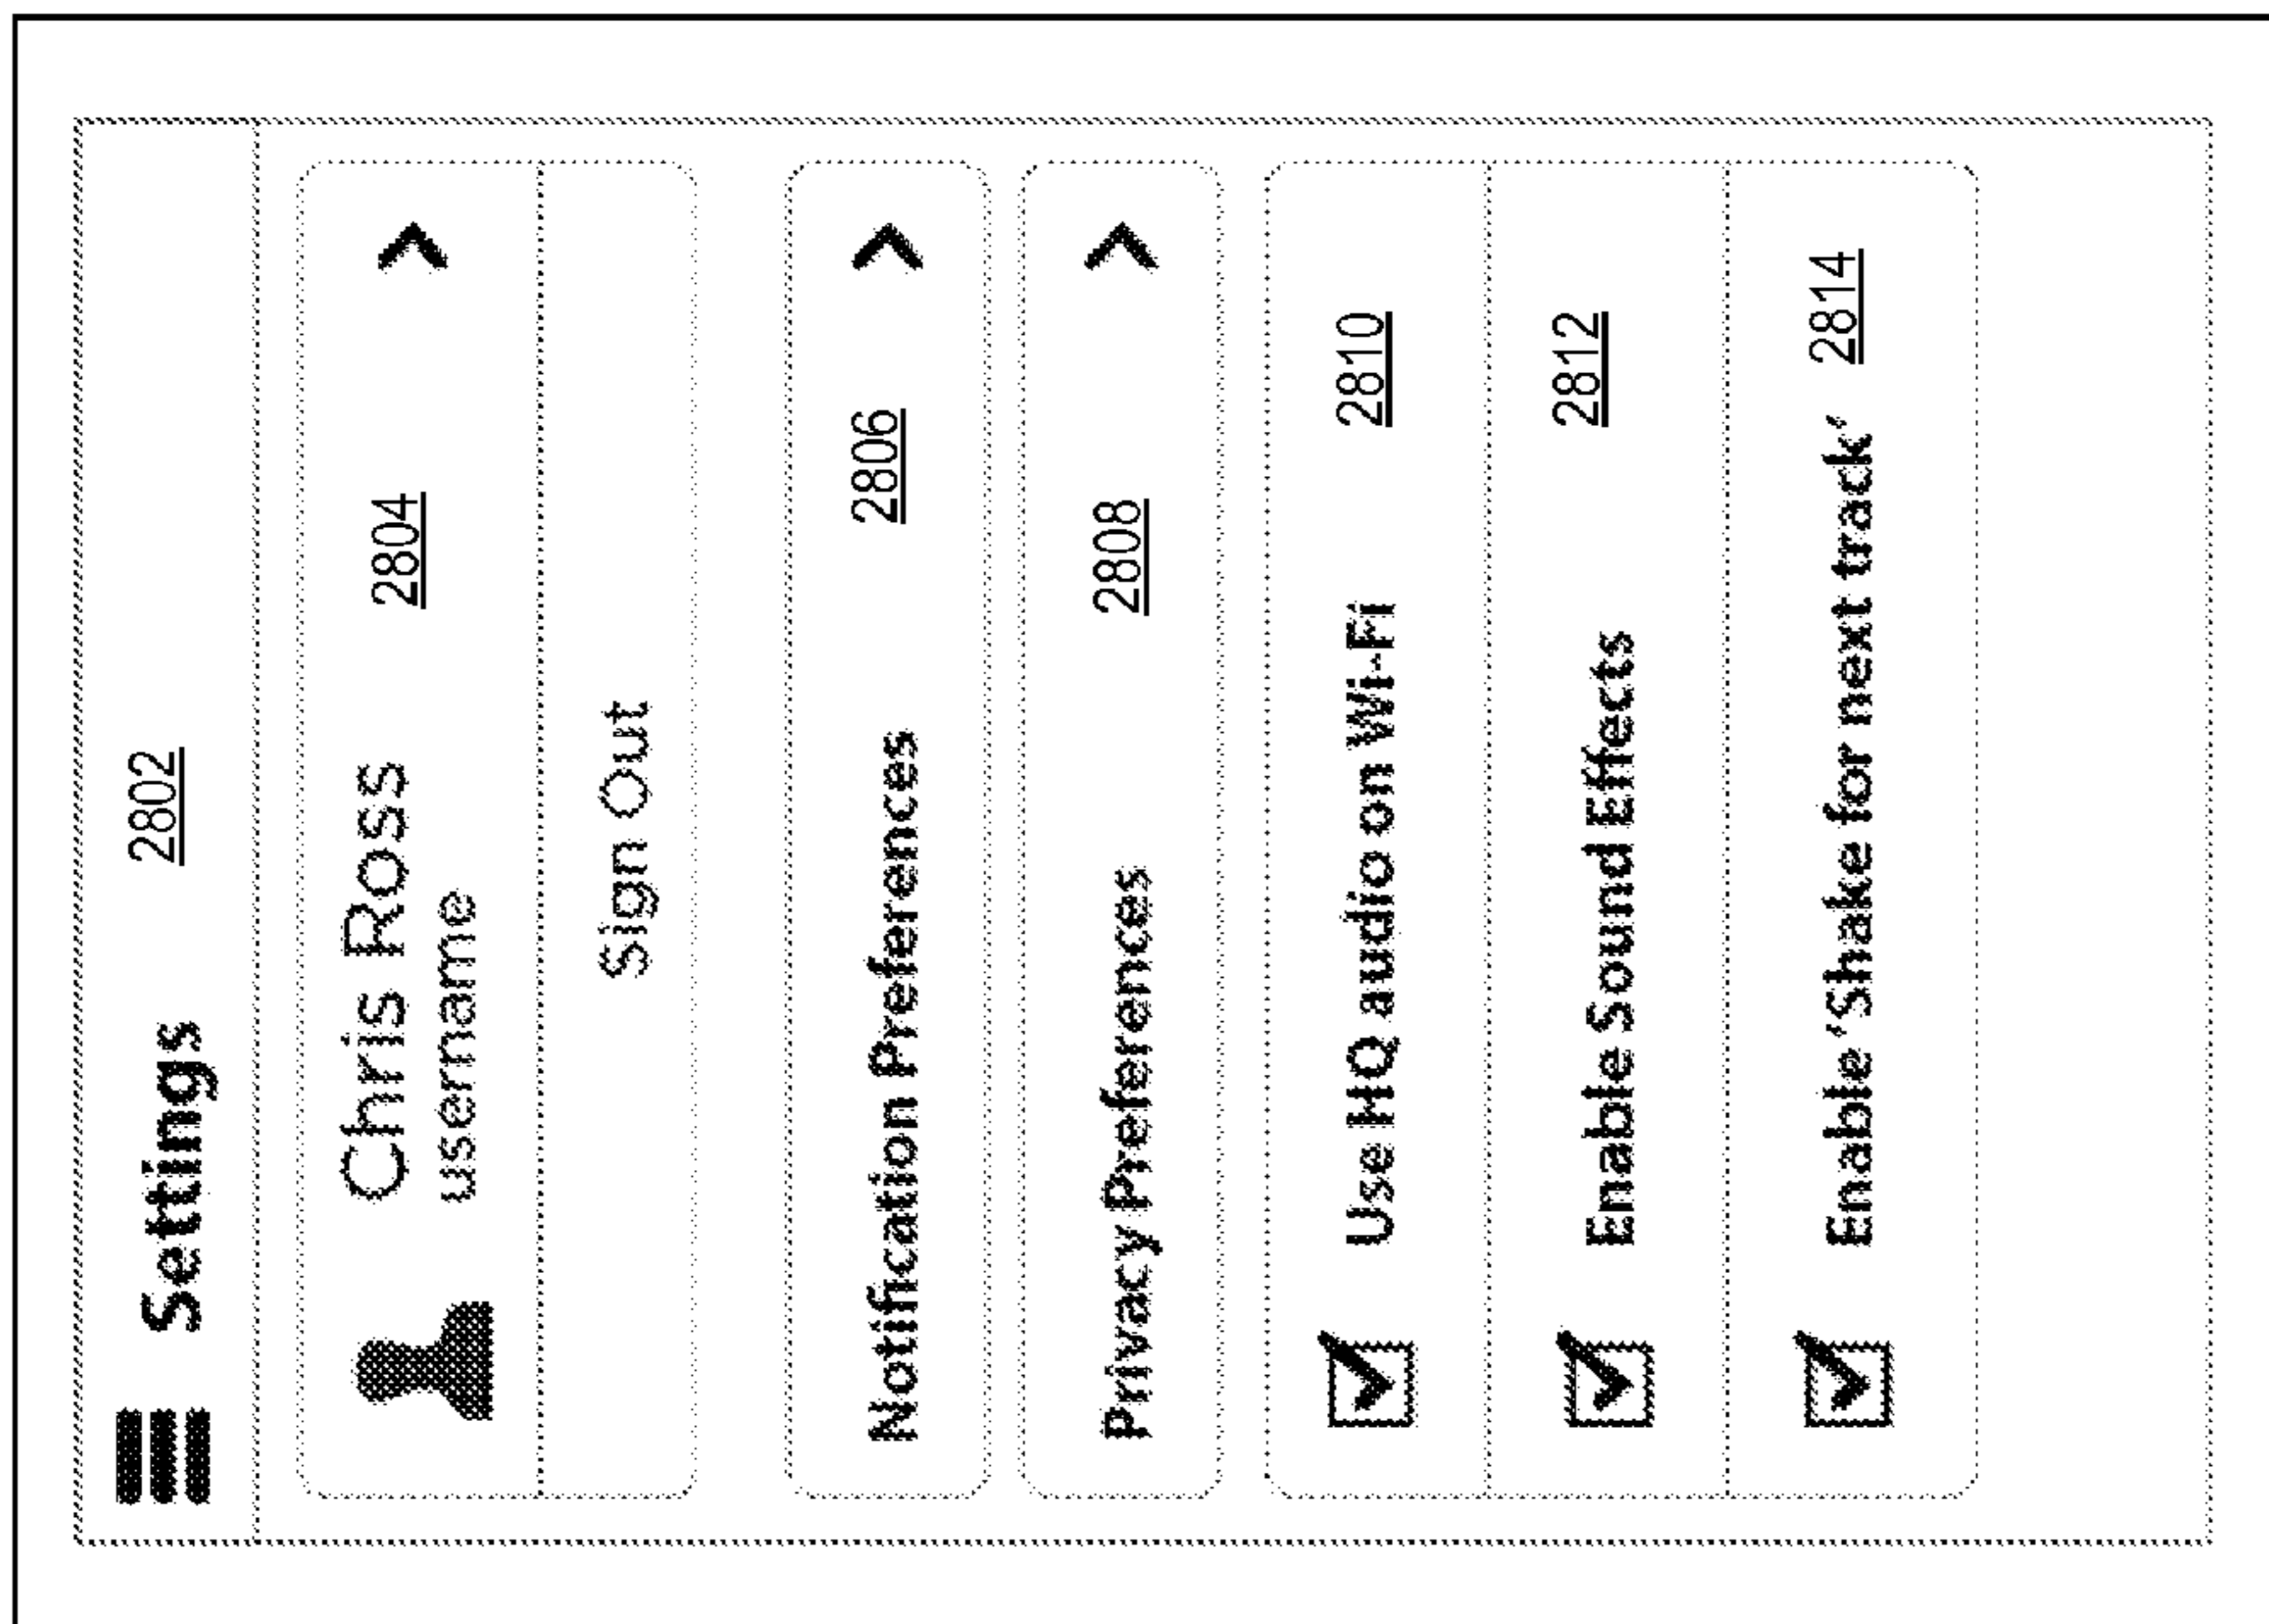 Settings 2802
Chris Ross 2804
username
Sign Out
Notification Preferences 2806
Privacy Preferences 2808
Use HQ audio on Wi-Fi 2810
Enable Sound Effects 2812
Enable 'Shake for next track' 2814